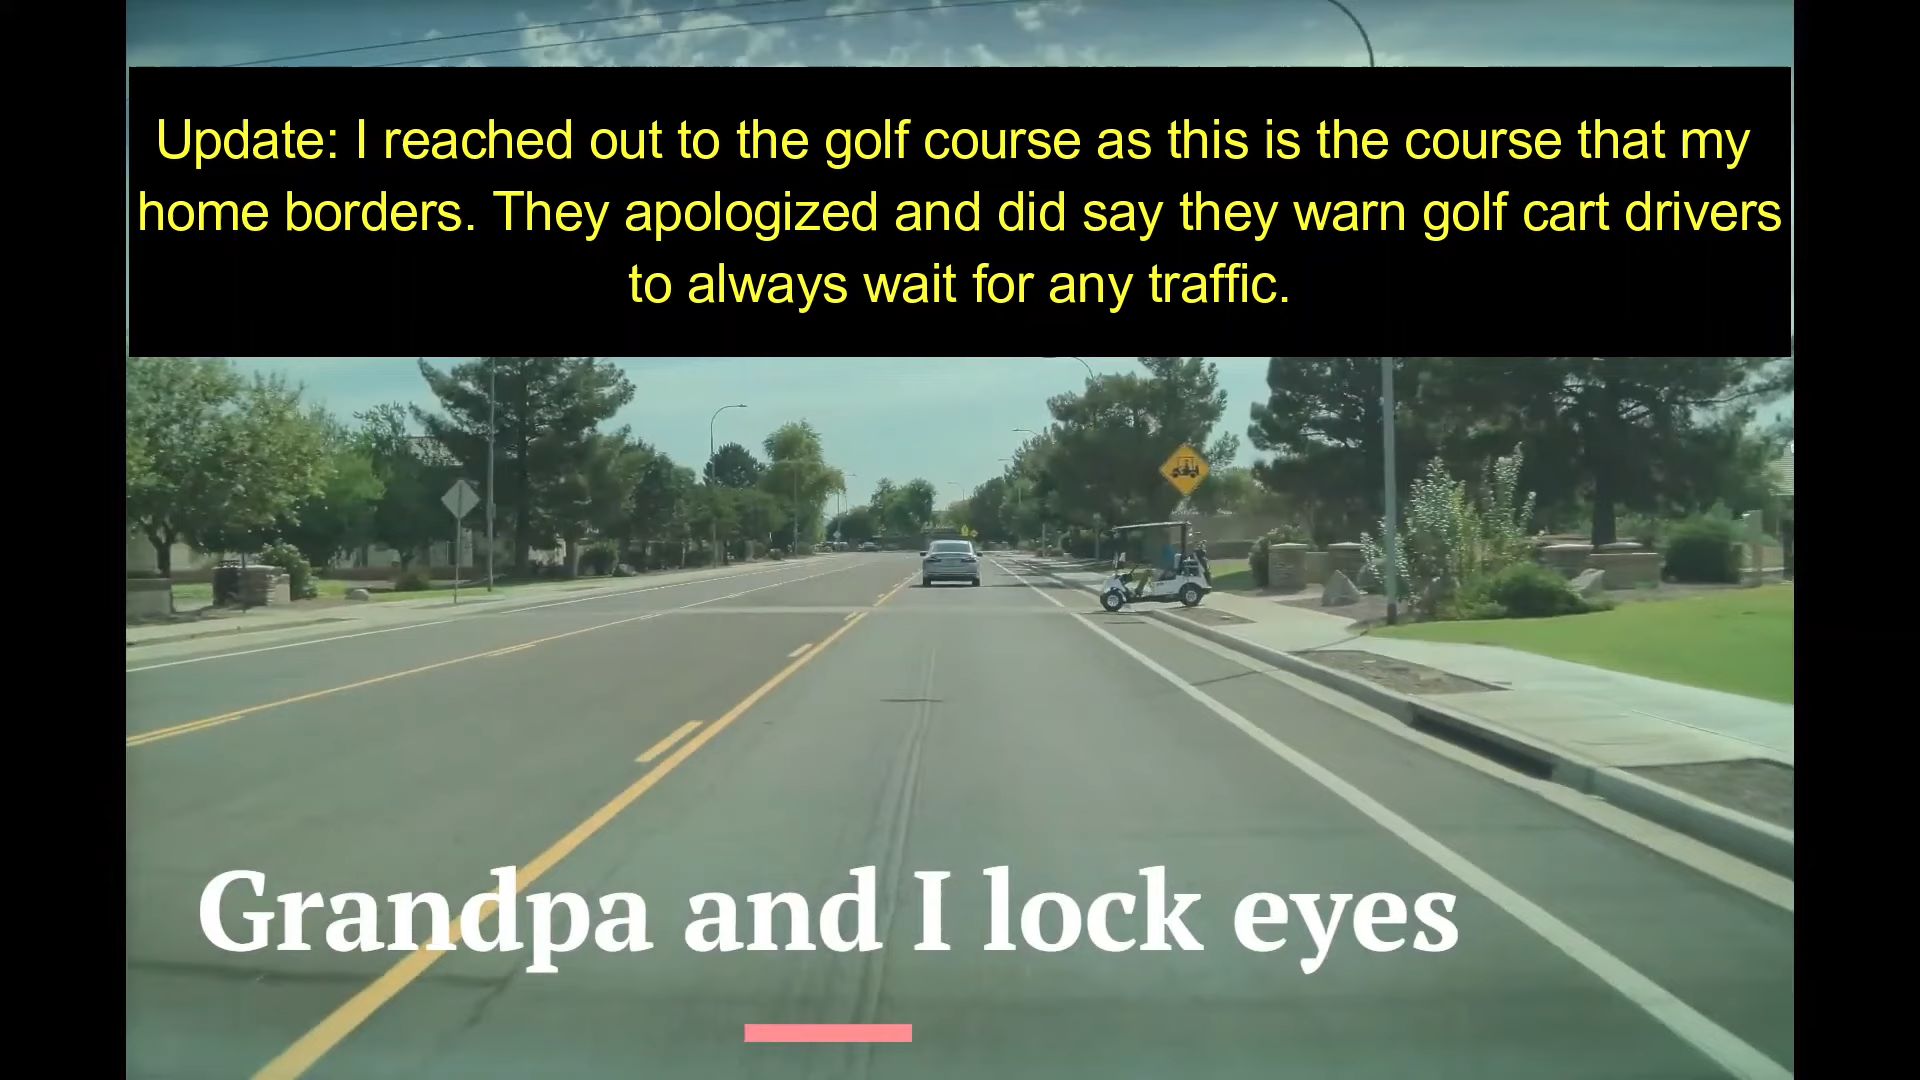 Update: I reached out to the golf course as this is the course that my
home borders. They apologized and did say they warn golf cart drivers
to always wait for any traffic.
Grandpa and I lock eyes